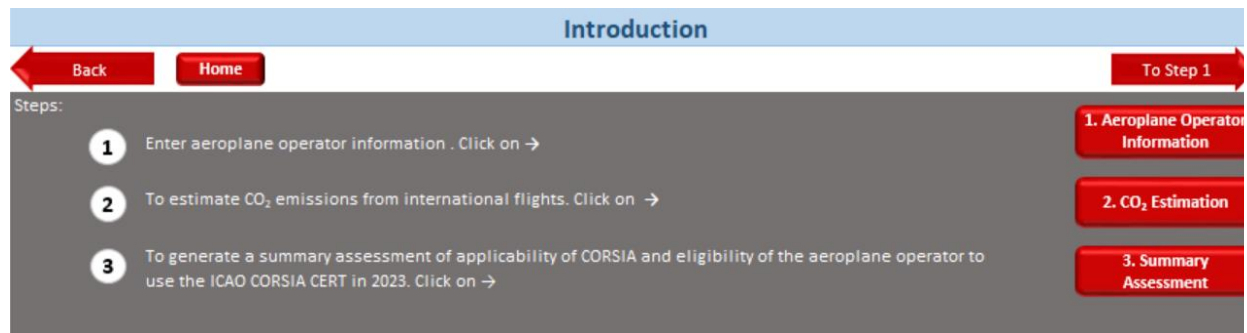 Introduction
Back
Home
To Step 1
Steps:
1
Enter aeroplane operator information . Click on →
1. Aeroplane Operator
Information
2
To estimate CO₂ emissions from international flights. Click on →
2. CO₂ Estimation
3
To generate a summary assessment of applicability of CORSIA and eligibility of the aeroplane operator to
use the ICAO CORSIA CERT in 2023. Click on →
3. Summary
Assessment